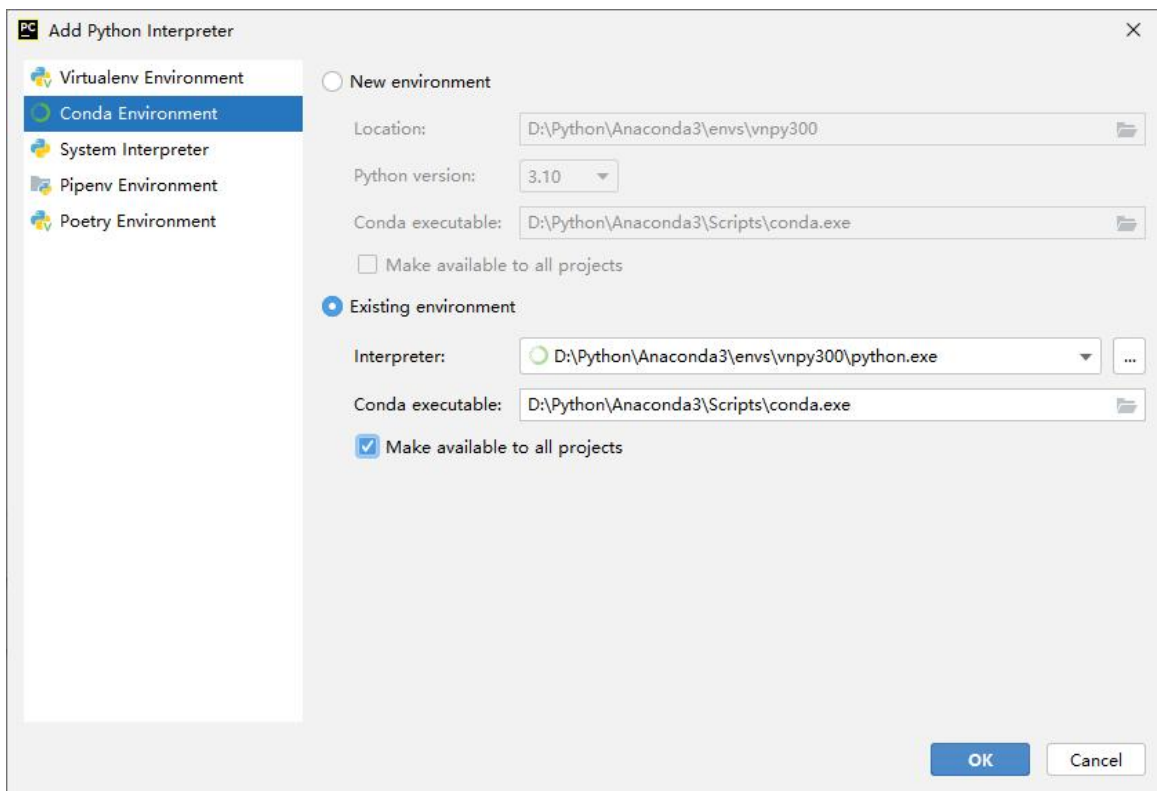 PC Add Python Interpreter
Virtualenv Environment
Conda Environment
System Interpreter
Pipenv Environment
Poetry Environment
New environment
Location: D:\Python\Anaconda3\envs\vnpy300
Python version: 3.10
Conda executable: D:\Python\Anaconda3\Scripts\conda.exe
Make available to all projects
Existing environment
Interpreter: D:\Python\Anaconda3\envs\vnpy300\python.exe ...
Conda executable: D:\Python\Anaconda3\Scripts\conda.exe
Make available to all projects
OK Cancel